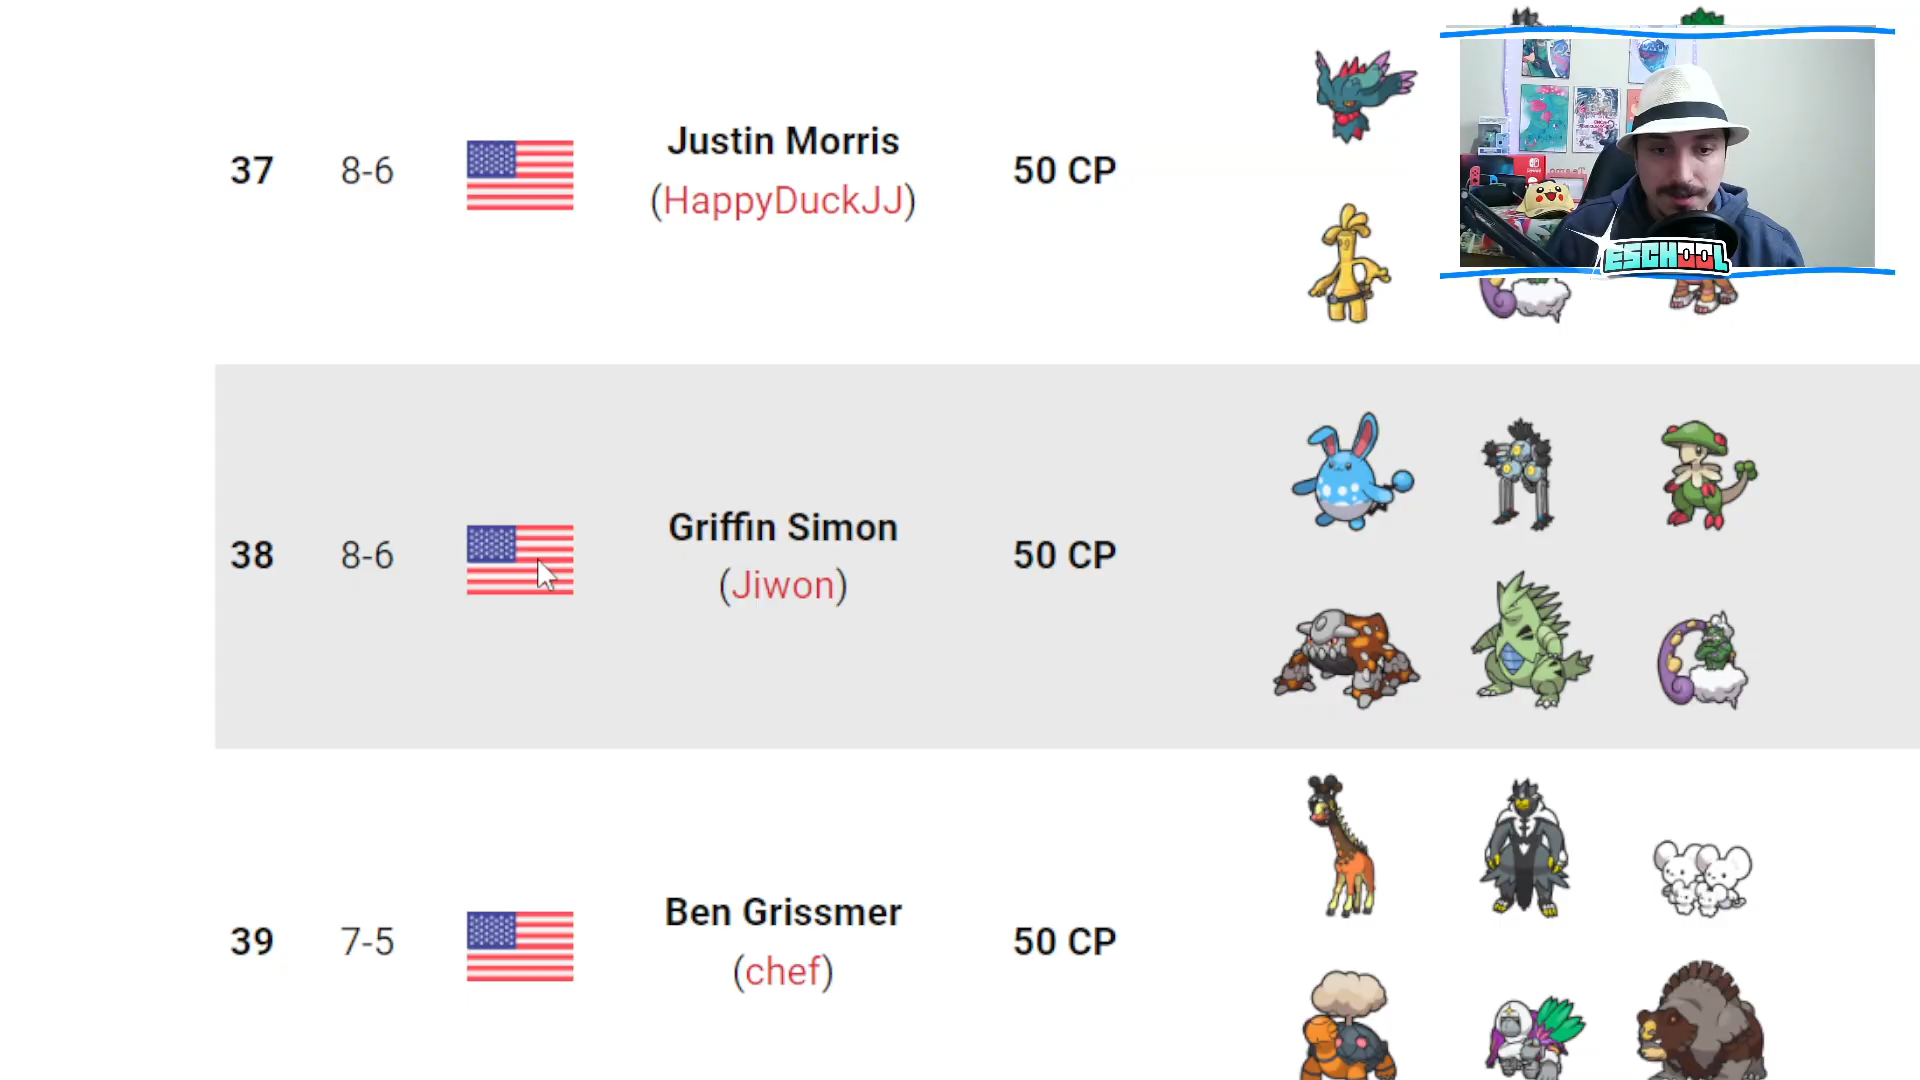 37 8-6 Justin Morris (HappyDuckJJ) 50 CP
38 8-6 Griffin Simon (Jiwon) 50 CP
39 7-5 Ben Grissmer (chef) 50 CP
ESCHOOL